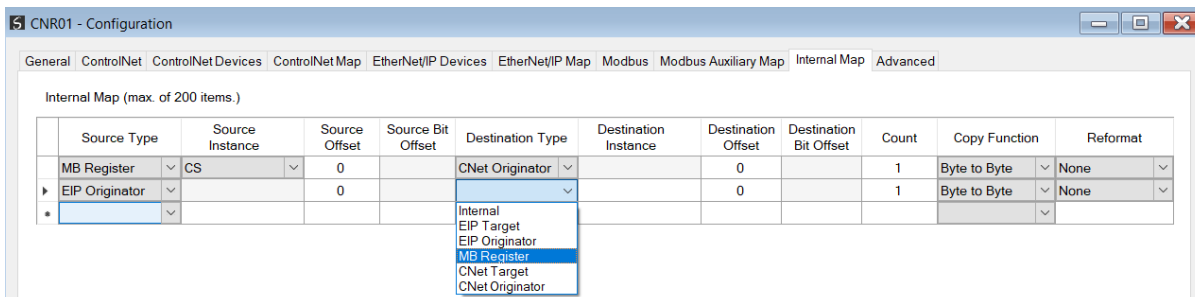 CNR01 - Configuration
General ControlNet ControlNet Devices ControlNet Map EtherNet/IP Devices EtherNet/IP Map Modbus Modbus Auxiliary Map Internal Map Advanced
Internal Map (max. of 200 items.)
Source Type Source Instance Source Offset Source Bit Offset Destination Type Destination Instance Destination Offset Destination Bit Offset Count Copy Function Reformat
MB Register CS 0 CNet Originator 0 1 Byte to Byte None
EIP Originator 0 0 1 Byte to Byte None
Internal
EIP Target
EIP Originator
MB Register
CNet Target
CNet Originator